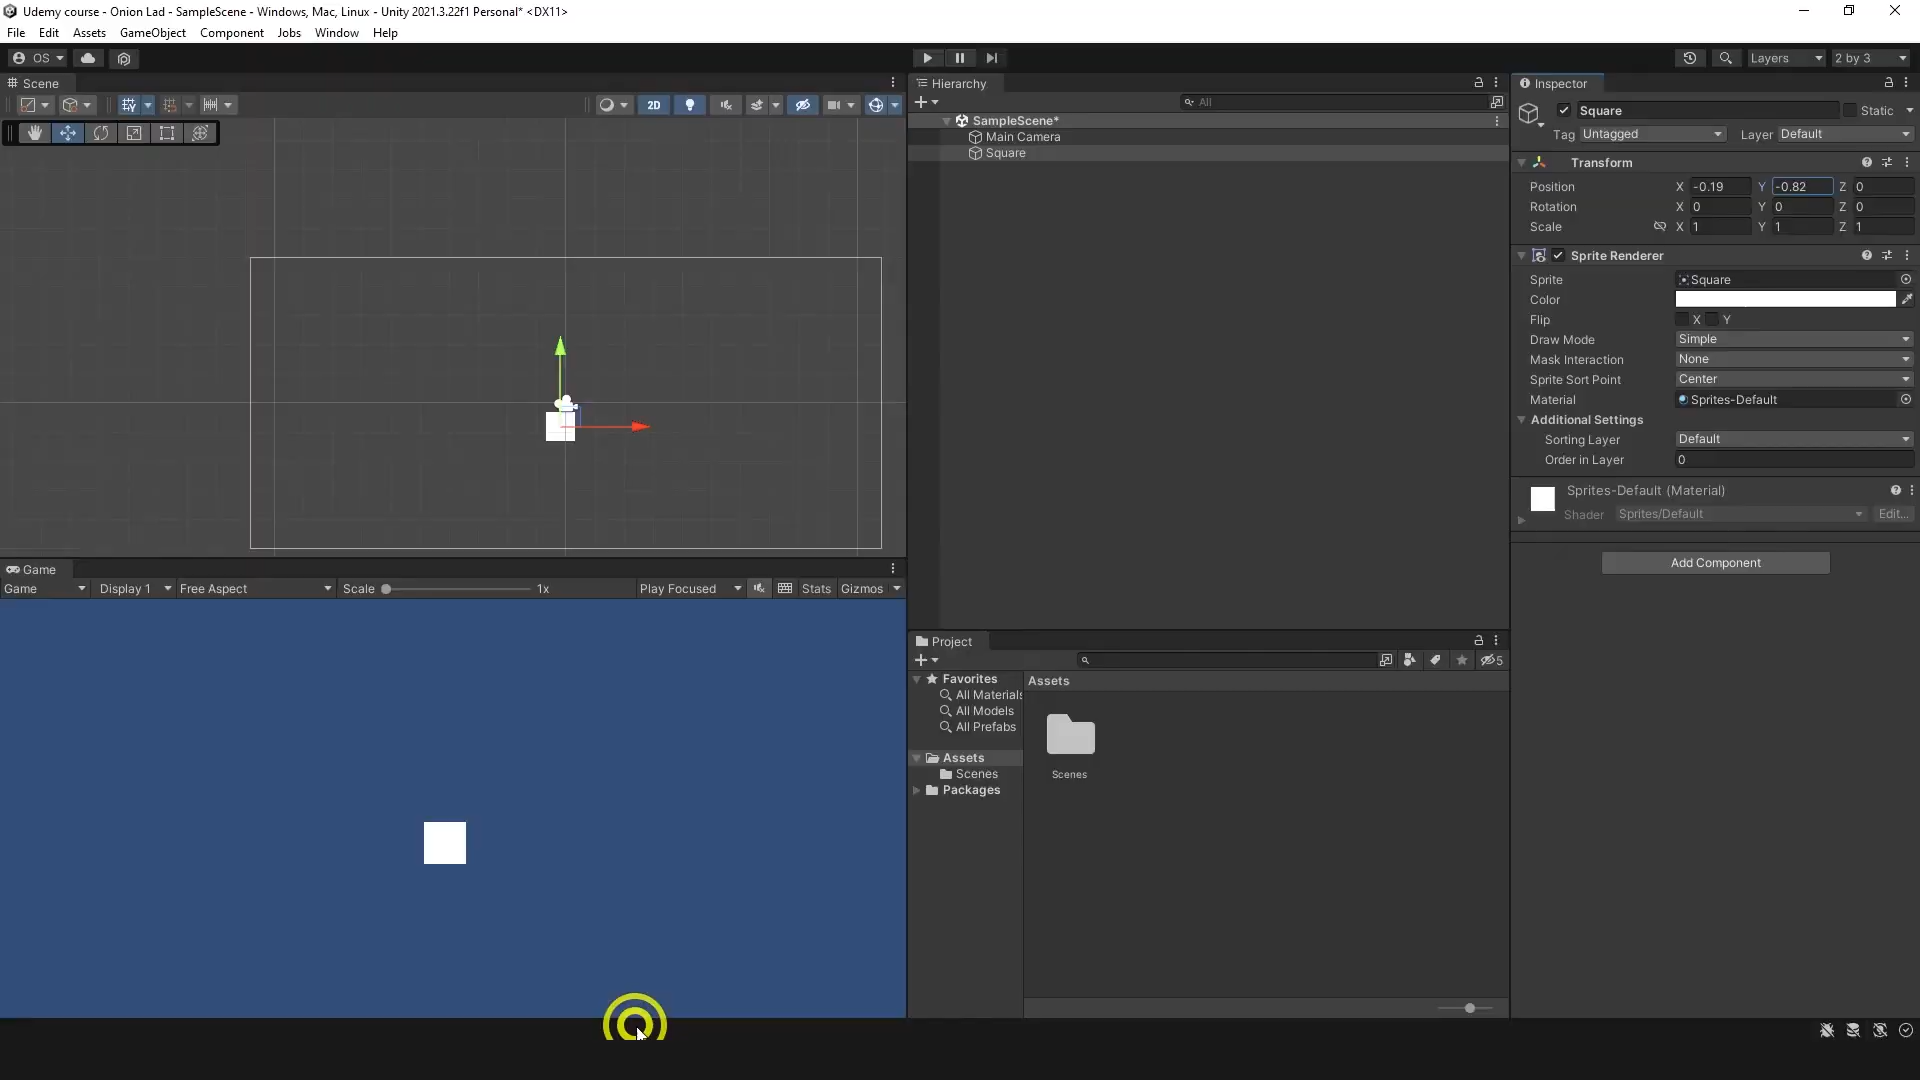 Udemy course - Onion Lad - SampleScene - Windows, Mac, Linux - Unity 2021.3.22f1 Personal* <DX11>
File Edit Assets GameObject Component Jobs Window Help
OS
Layers 2 by 3
Scene
2D
Game
Game Display 1 Free Aspect Scale 1x Play Focused Stats Gizmos
Hierarchy
All
SampleScene*
Main Camera
Square
Project
5
Favorites
All Materials
All Models
All Prefabs
Assets
Scenes
Packages
Assets
Scenes
Inspector
Square Static
Tag Untagged Layer Default
Transform
Position X -0.19 Y -0.82 Z 0
Rotation X 0 Y 0 Z 0
Scale X 1 Y 1 Z 1
Sprite Renderer
Sprite Square
Color
Flip X Y
Draw Mode Simple
Mask Interaction None
Sprite Sort Point Center
Material Sprites-Default
Additional Settings
Sorting Layer Default
Order in Layer 0
Sprites-Default (Material)
Shader Sprites/Default Edit...
Add Component